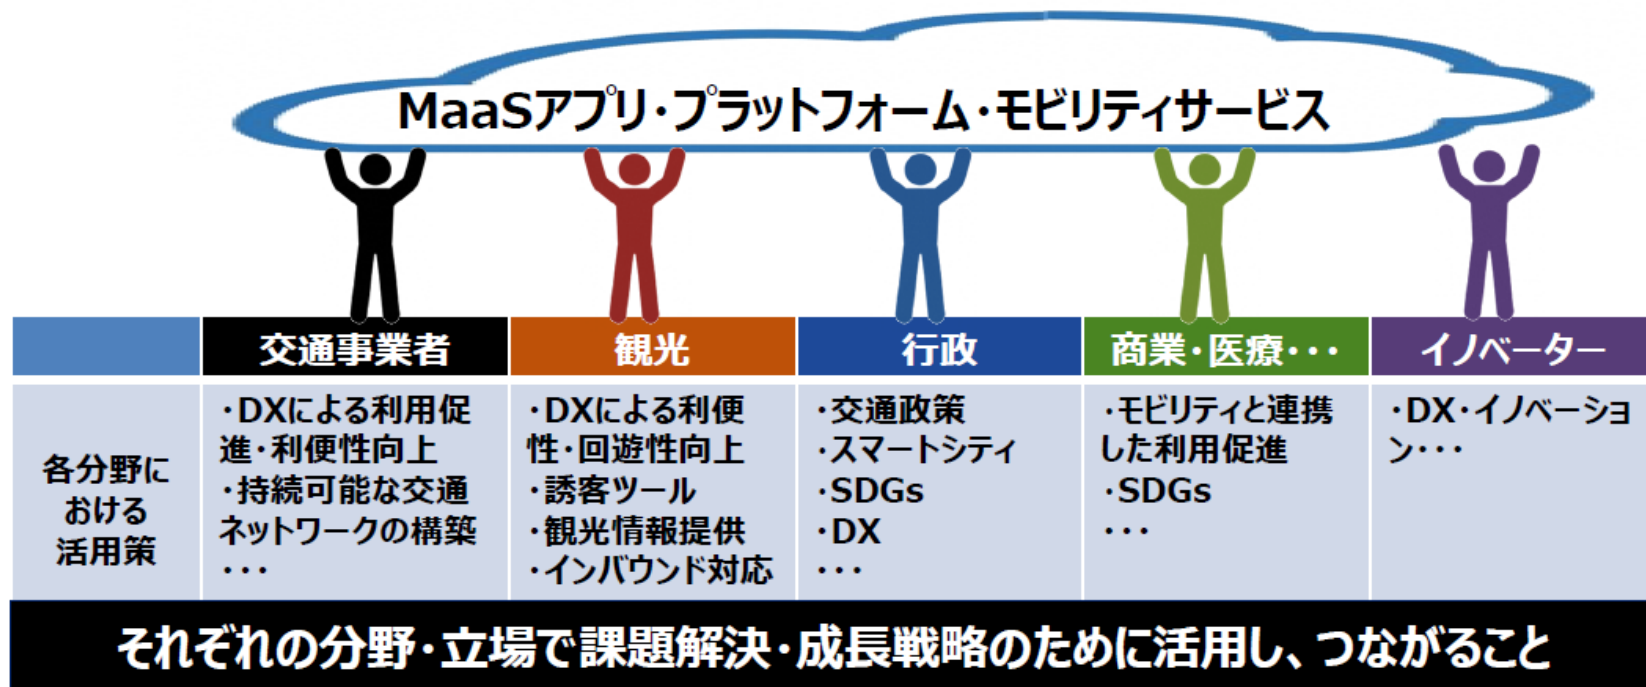 MaaSアプリ・プラットフォーム・モビリティサービス
交通事業者
観光
行政
商業・医療・・・
イノベーター
各分野に
おける
活用策
・DXによる利用促
進・利便性向上
・持続可能な交通
ネットワークの構築
・・・
・DXによる利便
性・回遊性向上
・誘客ツール
・観光情報提供
・インバウンド対応
・交通政策
・スマートシティ
・SDGs
・DX
・・・
・モビリティと連携
した利用促進
・SDGs
・・・
・DX・イノベーショ
ン・・・
それぞれの分野・立場で課題解決・成長戦略のために活用し、つながること